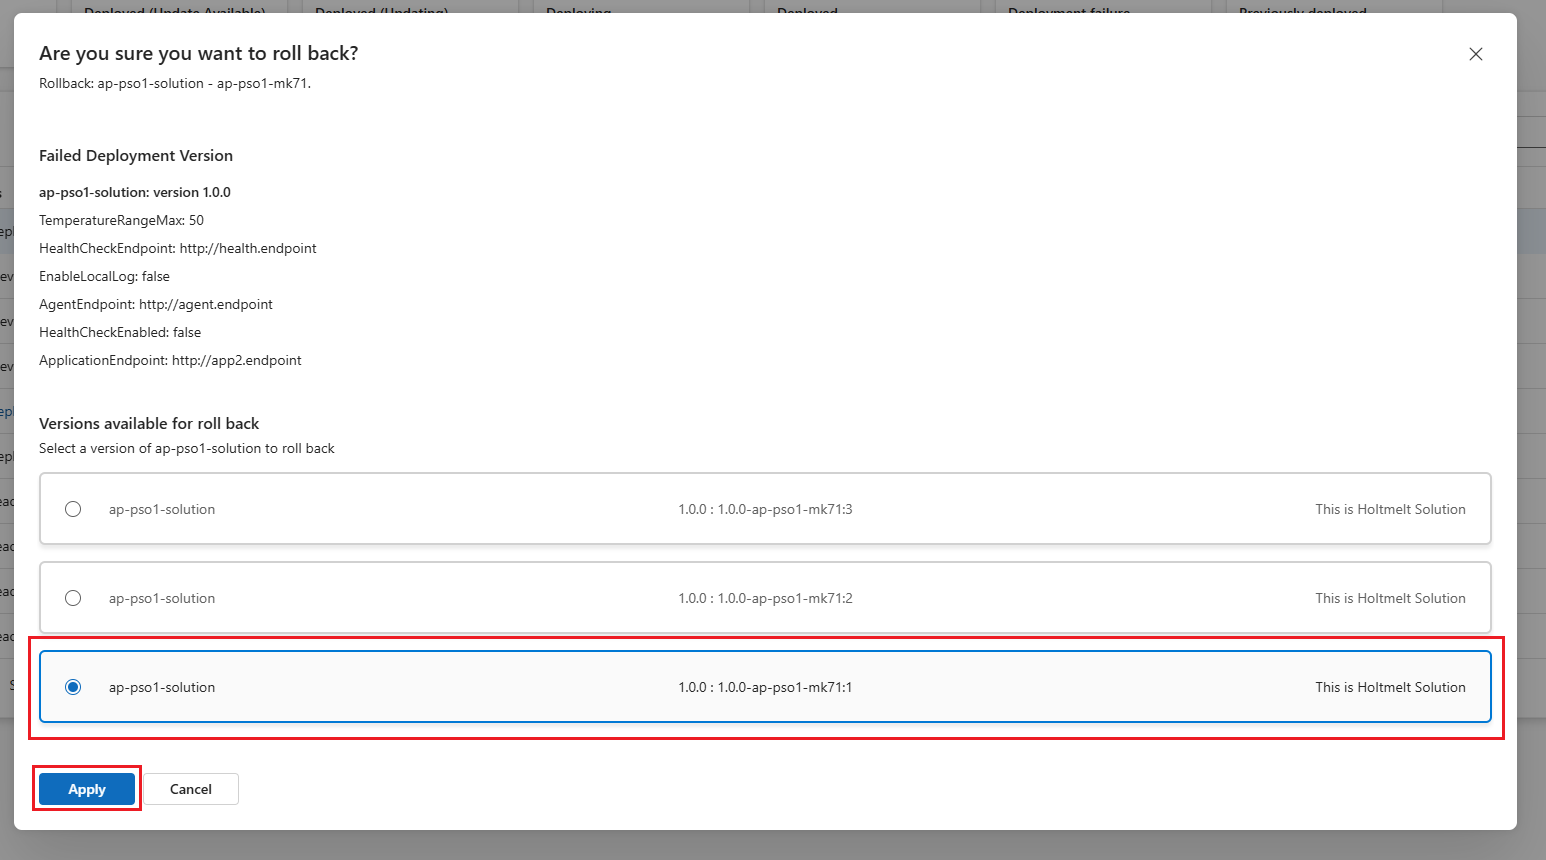 Deployed (Update Available)
Deployed (Updating)
Deploying
Deployed
Deployment failure
Previously deployed
Are you sure you want to roll back?
Rollback: ap-pso1-solution - ap-pso1-mk71.
Failed Deployment Version
ap-pso1-solution: version 1.0.0
TemperatureRangeMax: 50
HealthCheckEndpoint: http://health.endpoint
EnableLocalLog: false
AgentEndpoint: http://agent.endpoint
HealthCheckEnabled: false
ApplicationEndpoint: http://app2.endpoint
Versions available for roll back
Select a version of ap-pso1-solution to roll back
ap-pso1-solution 1.0.0 : 1.0.0-ap-pso1-mk71:3 This is Holtmelt Solution
ap-pso1-solution 1.0.0 : 1.0.0-ap-pso1-mk71:2 This is Holtmelt Solution
ap-pso1-solution 1.0.0 : 1.0.0-ap-pso1-mk71:1 This is Holtmelt Solution
Apply Cancel